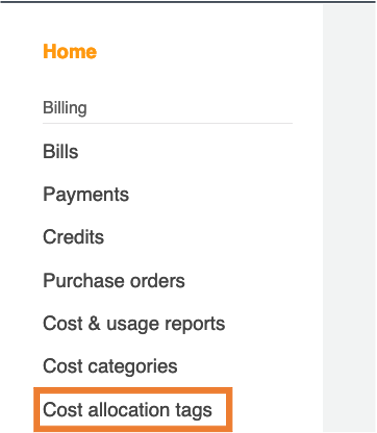 Home
Billing
Bills
Payments
Credits
Purchase orders
Cost & usage reports
Cost categories
Cost allocation tags